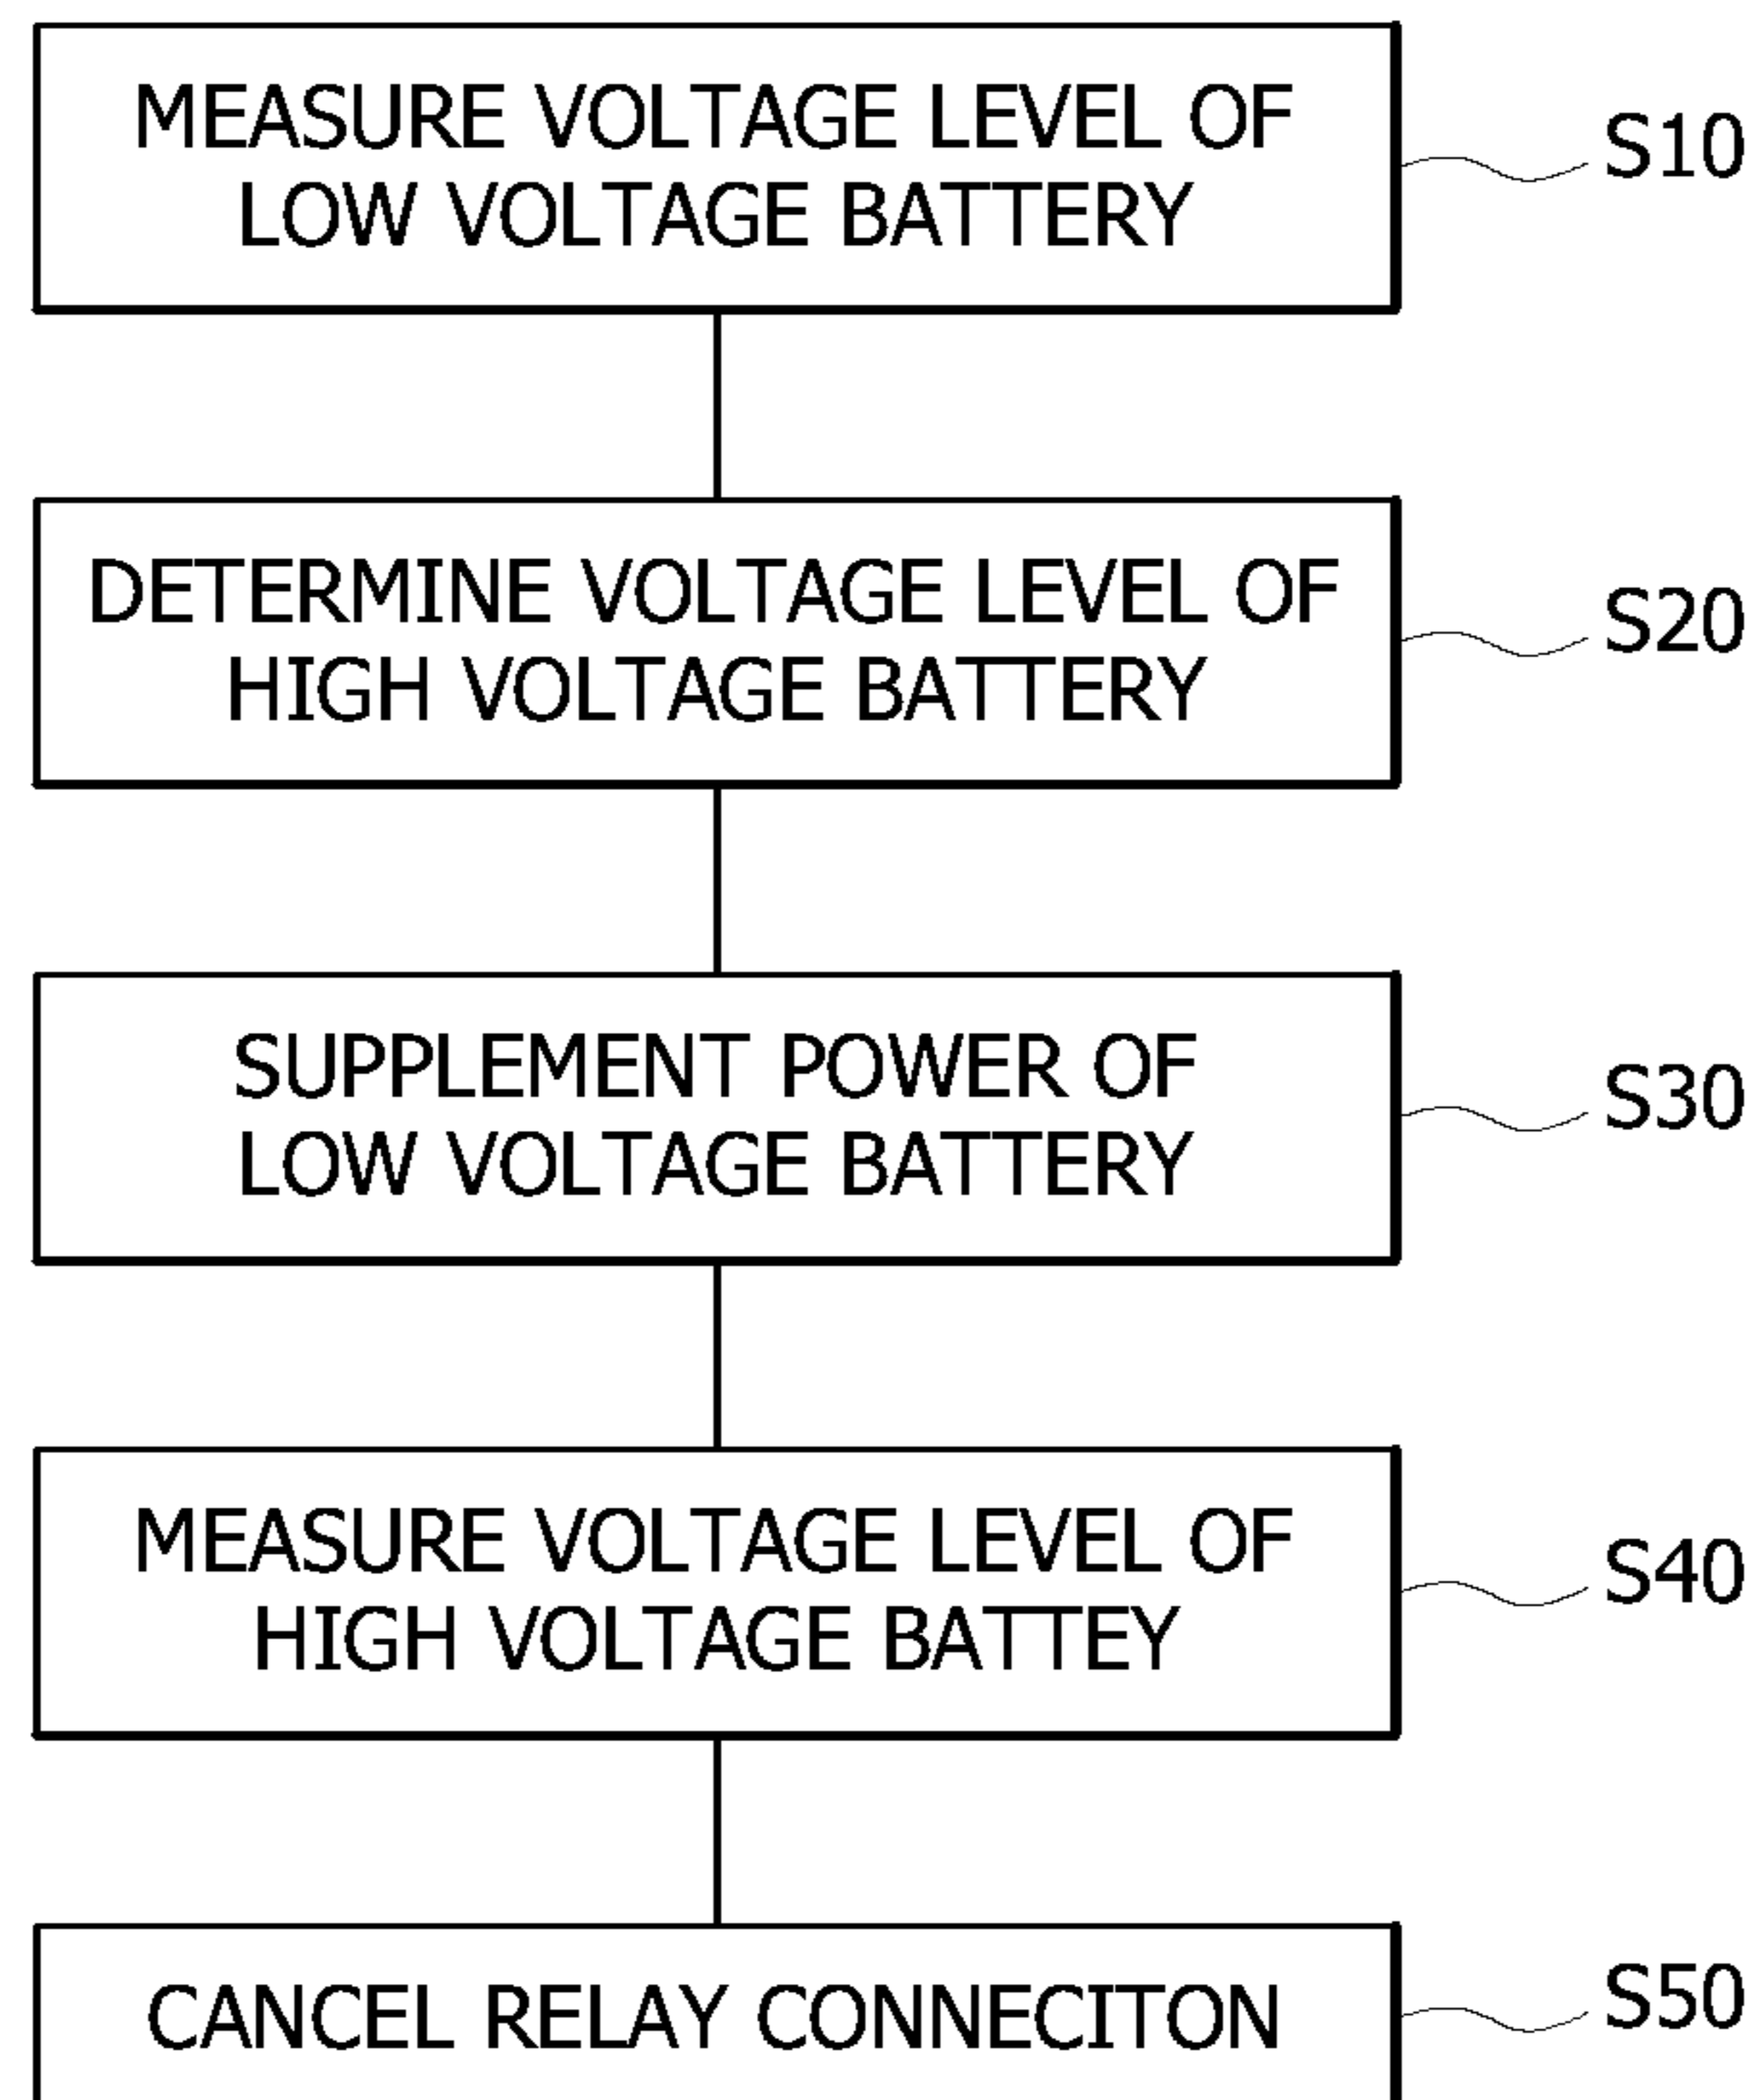 MEASURE VOLTAGE LEVEL OF
LOW VOLTAGE BATTERY
S10
DETERMINE VOLTAGE LEVEL OF
HIGH VOLTAGE BATTERY
S20
SUPPLEMENT POWER OF
LOW VOLTAGE BATTERY
S30
MEASURE VOLTAGE LEVEL OF
HIGH VOLTAGE BATTEY
S40
CANCEL RELAY CONNECITON
S50